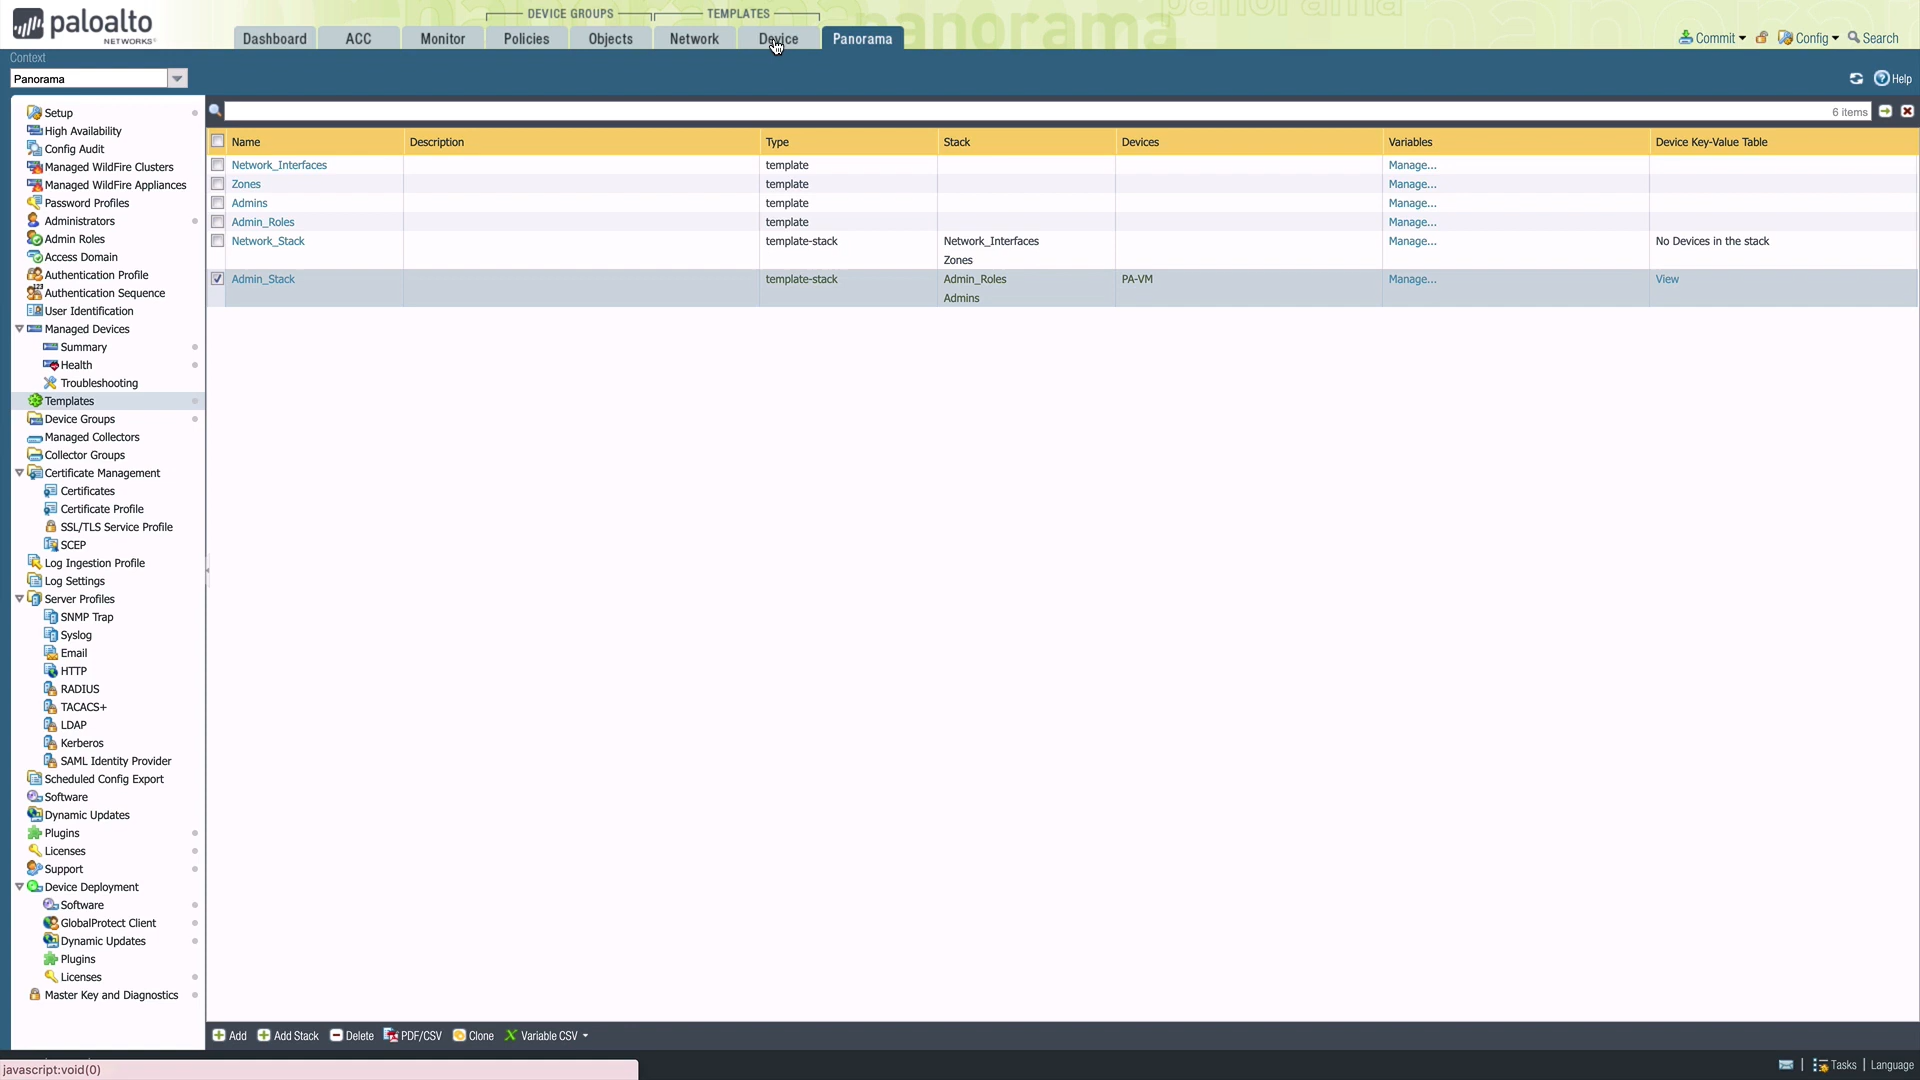 paloalto
NETWORKS
DEVICE GROUPS
TEMPLATES
Dashboard
ACC
Monitor
Policies
Objects
Network
Device
Panorama
Commit
Config
Search
panorama
Context
Panorama
Help
6 items
Name
Description
Type
Stack
Devices
Variables
Device Key-Value Table
Network_Interfaces template Manage...
Zones template Manage...
Admins template Manage...
Admin_Roles template Manage...
Network_Stack template-stack Network_Interfaces Manage... No Devices in the stack
Zones
Admin_Stack template-stack Admin_Roles PA-VM Manage... View
Admins
Setup
High Availability
Config Audit
Managed WildFire Clusters
Managed WildFire Appliances
Password Profiles
Administrators
Admin Roles
Access Domain
Authentication Profile
Authentication Sequence
User Identification
Managed Devices
Summary
Health
Troubleshooting
Templates
Device Groups
Managed Collectors
Collector Groups
Certificate Management
Certificates
Certificate Profile
SSL/TLS Service Profile
SCEP
Log Ingestion Profile
Log Settings
Server Profiles
SNMP Trap
Syslog
Email
HTTP
RADIUS
TACACS+
LDAP
Kerberos
SAML Identity Provider
Scheduled Config Export
Software
Dynamic Updates
Plugins
Licenses
Support
Device Deployment
Software
GlobalProtect Client
Dynamic Updates
Plugins
Licenses
Master Key and Diagnostics
Add
Add Stack
Delete
PDF/CSV
Clone
Variable CSV
javascript:void(0)
Tasks | Language